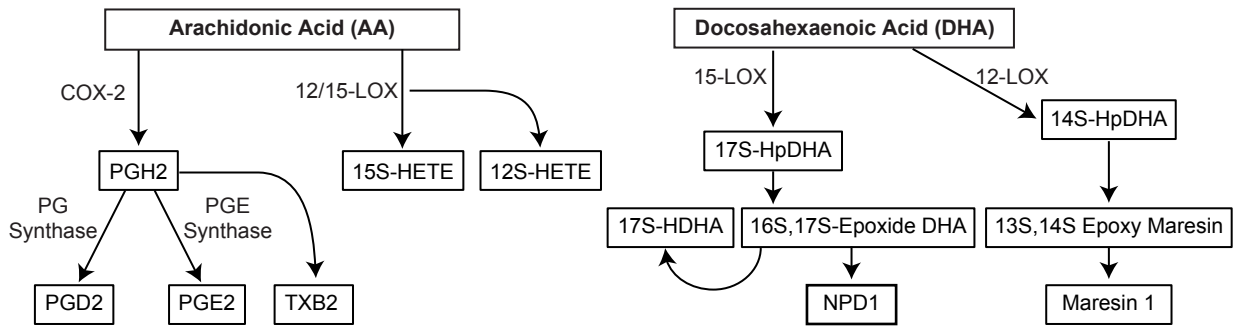 Arachidonic Acid (AA)
COX-2
12/15-LOX
PGH2
15S-HETE
12S-HETE
PG
Synthase
PGE
Synthase
PGD2
PGE2
TXB2
Docosahexaenoic Acid (DHA)
15-LOX
12-LOX
14S-HpDHA
17S-HpDHA
17S-HDHA
16S,17S-Epoxide DHA
13S,14S Epoxy Maresin
NPD1
Maresin 1